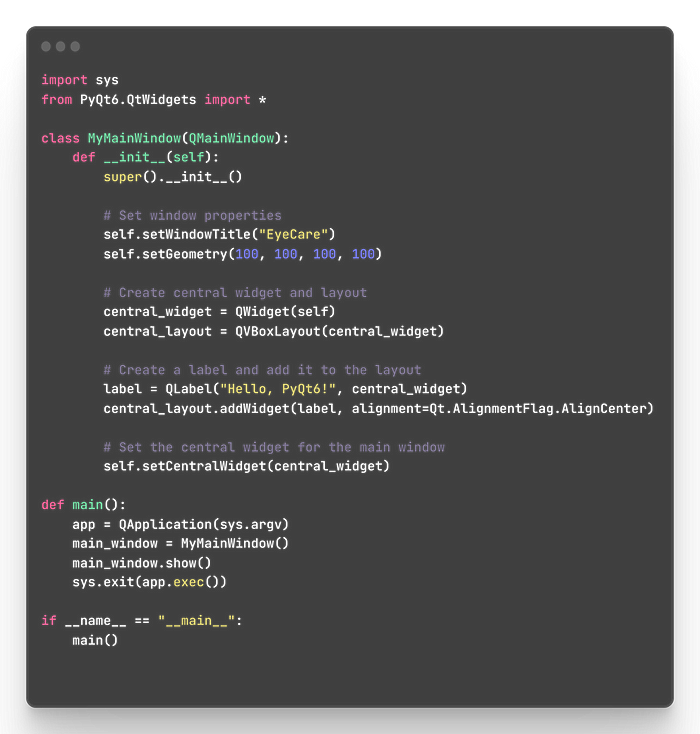 import sys
from PyQt6.QtWidgets import *

class MyMainWindow(QMainWindow):
    def __init__(self):
        super().__init__()

        # Set window properties
        self.setWindowTitle("EyeCare")
        self.setGeometry(100, 100, 100, 100)

        # Create central widget and layout
        central_widget = QWidget(self)
        central_layout = QVBoxLayout(central_widget)

        # Create a label and add it to the layout
        label = QLabel("Hello, PyQt6!", central_widget)
        central_layout.addWidget(label, alignment=Qt.AlignmentFlag.AlignCenter)

        # Set the central widget for the main window
        self.setCentralWidget(central_widget)

def main():
    app = QApplication(sys.argv)
    main_window = MyMainWindow()
    main_window.show()
    sys.exit(app.exec())

if __name__ == "__main__":
    main()